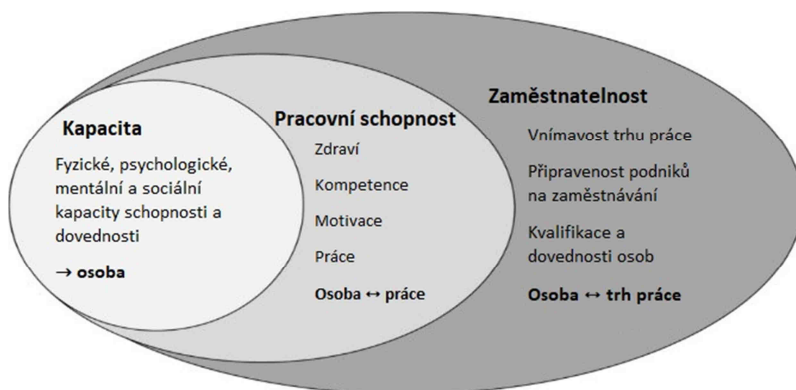 Kapacita
Fyzické, psychologické,
mentální a sociální
kapacity schopnosti a
dovednosti
→ osoba
Pracovní schopnost
Zdraví
Kompetence
Motivace
Práce
Osoba ↔ práce
Zaměstnatelnost
Vnímavost trhu práce
Připravenost podniků
na zaměstnávání
Kvalifikace a
dovednosti osob
Osoba ↔ trh práce